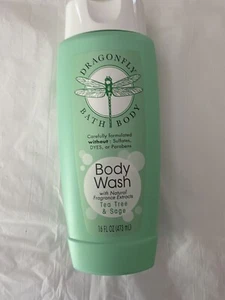 DRAGONFLY
BATH BODY
Carefully formulated
without: Sulfates,
DYES, or Parabens
Body
Wash
with Natural
Fragrance Extracts
Tea Tree
& Sage
16 FL OZ (473 mL)